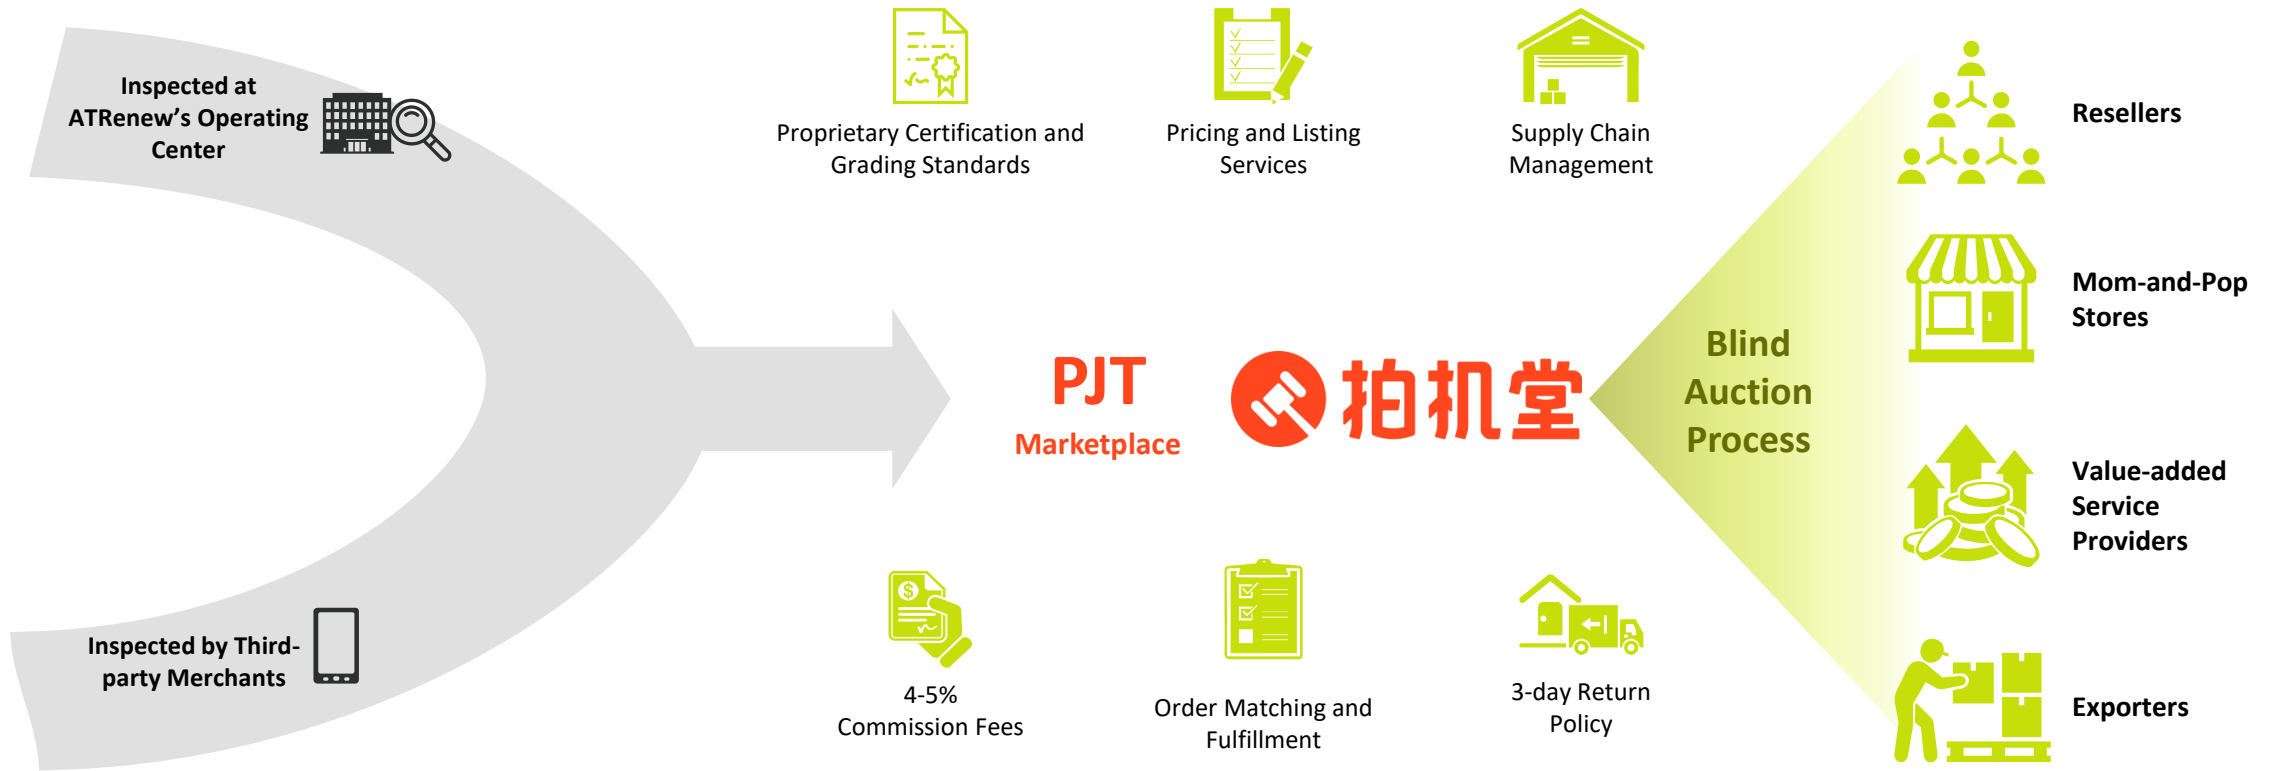 Inspected at
ATRenew's Operating
Center
Inspected by Third-
party Merchants
Proprietary Certification and
Grading Standards
Pricing and Listing
Services
Supply Chain
Management
PJT
Marketplace
拍机堂
4-5%
Commission Fees
Order Matching and
Fulfillment
3-day Return
Policy
Blind
Auction
Process
Resellers
Mom-and-Pop
Stores
Value-added
Service
Providers
Exporters